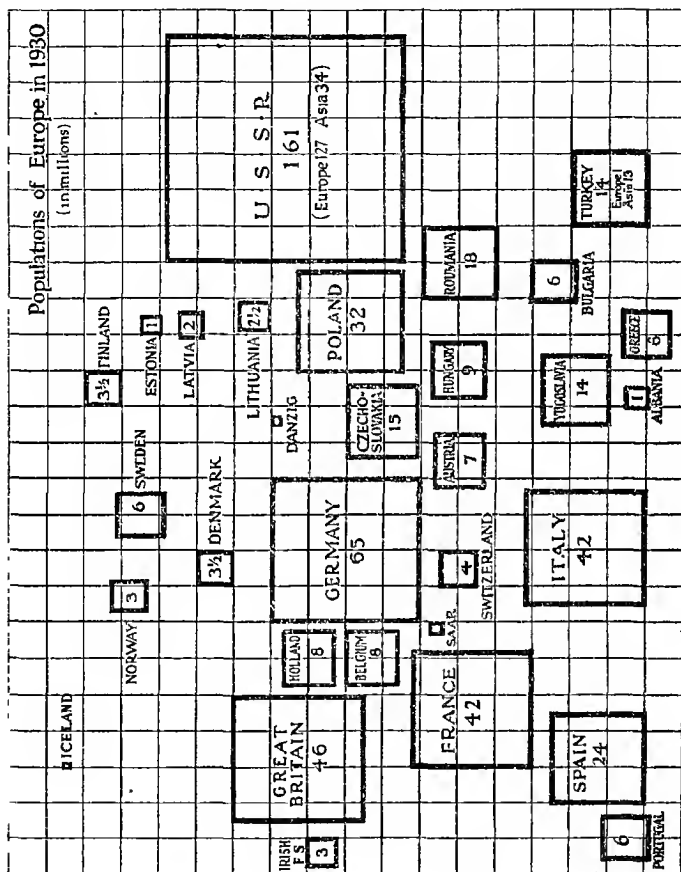 Populations of Europe in 1930
(in millions)
ICELAND
NORWAY
3
SWEDEN
6
3½ FINLAND
ESTONIA 1
LATVIA 2
LITHUANIA 2½
3½ DENMARK
DANZIG
U S S R
161
(Europe 127 Asia 34)
IRISH
F S
3
GREAT
BRITAIN
46
HOLLAND
8
BELGIUM
8
GERMANY
65
POLAND
32
CZECHO-
SLOVAKIA
15
FRANCE
42
SAAR
4
SWITZERLAND
AUSTRIA
7
HUNGARY
9
ROUMANIA
18
PORTUGAL
6
SPAIN
24
ITALY
42
YUGOSLAVIA
14
1
ALBANIA
GREECE
6
6
BULGARIA
TURKEY
14
Europe 1
Asia 13